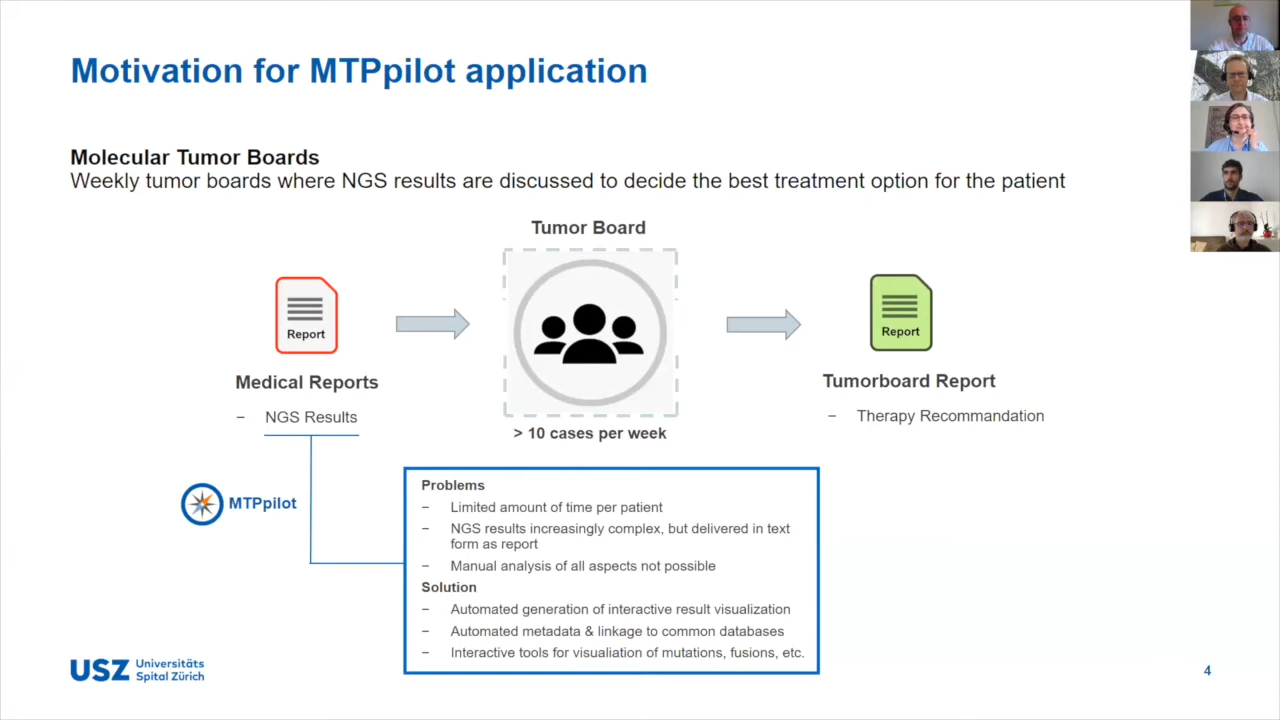 Motivation for MTPpilot application
Molecular Tumor Boards
Weekly tumor boards where NGS results are discussed to decide the best treatment option for the patient
Tumor Board
Report
Report
Medical Reports
Tumorboard Report
– NGS Results
– Therapy Recommandation
> 10 cases per week
MTPpilot
Problems
– Limited amount of time per patient
– NGS results increasingly complex, but delivered in text
form as report
– Manual analysis of all aspects not possible
Solution
– Automated generation of interactive result visualization
– Automated metadata & linkage to common databases
– Interactive tools for visualiation of mutations, fusions, etc.
USZ Universitäts
Spital Zürich
4